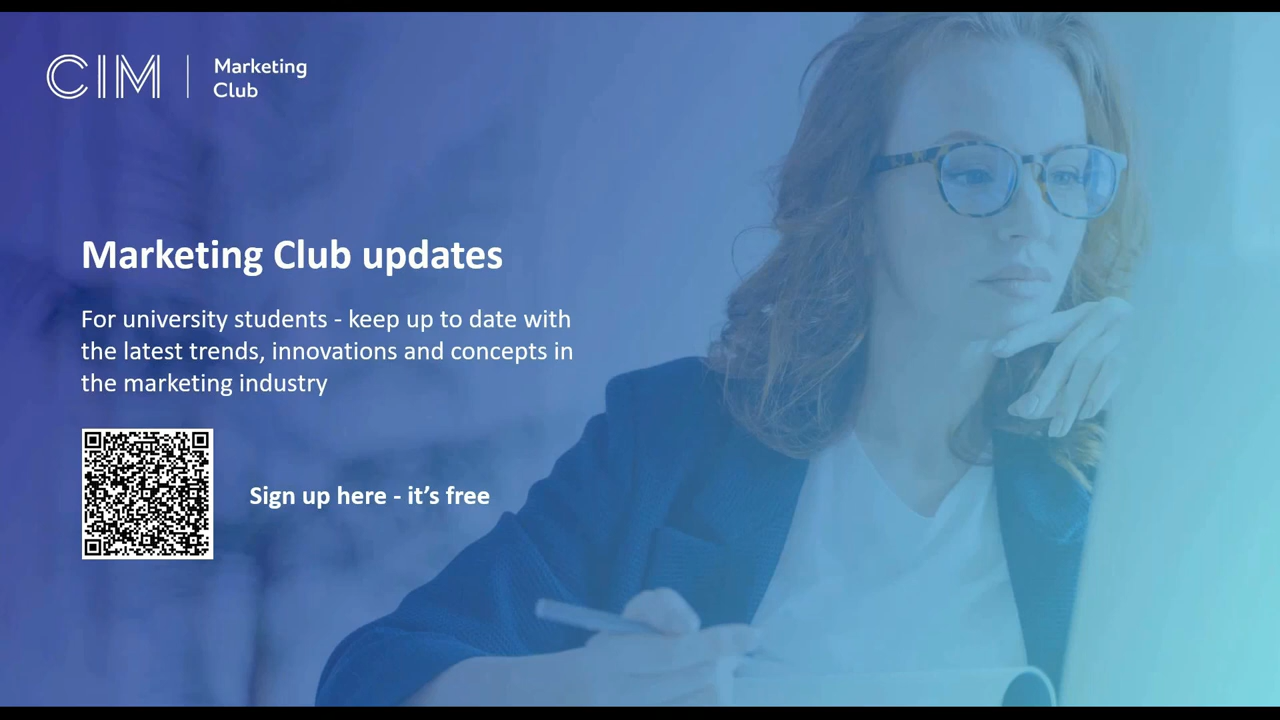 CIM
Marketing
Club
Marketing Club updates
For university students - keep up to date with
the latest trends, innovations and concepts in
the marketing industry
Sign up here - it’s free